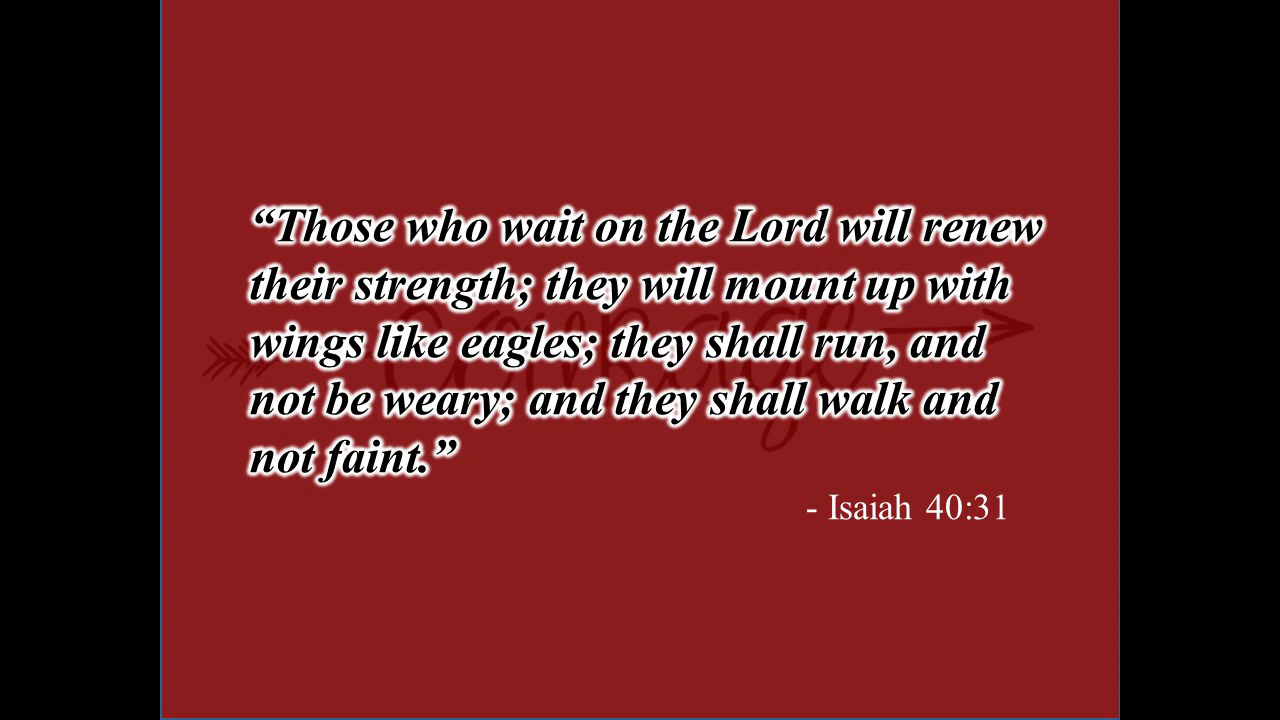 “Those who wait on the Lord will renew
their strength; they will mount up with
wings like eagles; they shall run, and
not be weary; and they shall walk and
not faint.”
- Isaiah 40:31
courage